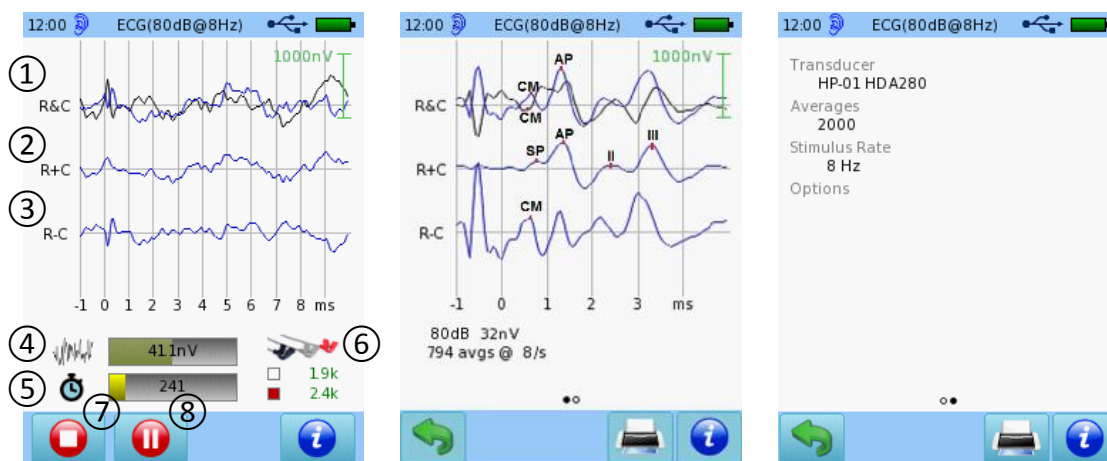 12:00 ECG(80dB@8Hz)
① 1000nV
R&C
②
R+C
③
R-C
-1 0 1 2 3 4 5 6 7 8 ms
④ 41.1nV ⑥
1.9k
⑤ 241
2.4k
⑦ ⑧
i
12:00 ECG(80dB@8Hz)
1000nV
AP
CM
R&C
CM
AP
SP II III
R+C
CM
R-C
-1 0 1 2 3 ms
80dB 32nV
794 avgs @ 8/s
i
12:00 ECG(80dB@8Hz)
Transducer
HP-01 HDA280
Averages
2000
Stimulus Rate
8 Hz
Options
i